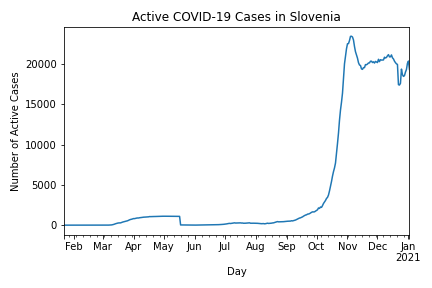 Active COVID-19 Cases in Slovenia
Number of Active Cases
20000
15000
10000
5000
0
Feb Mar Apr May Jun Jul Aug Sep Oct Nov Dec Jan
2021
Day